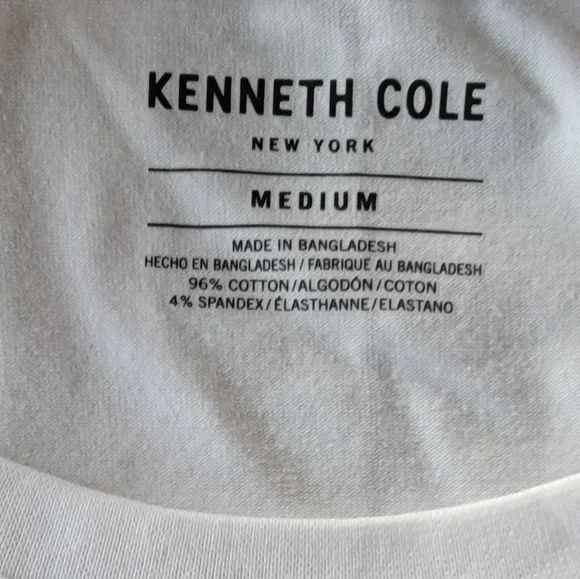 KENNETH COLE
NEW YORK
MEDIUM
MADE IN BANGLADESH
HECHO EN BANGLADESH / FABRIQUE AU BANGLADESH
96% COTTON/ALGODÓN/COTON
4% SPANDEX/ÉLASTHANNE/ELASTANO